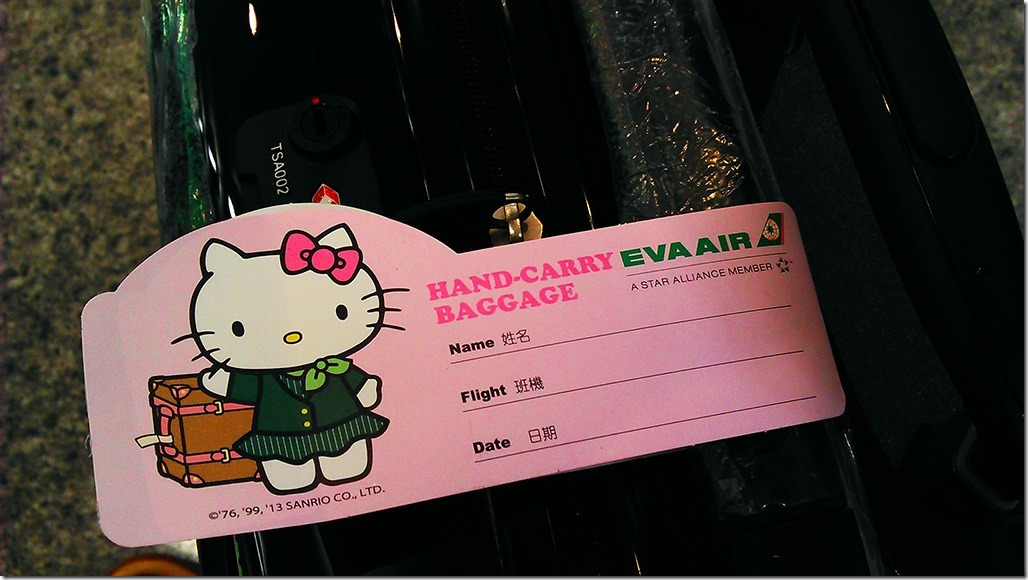 TSA002
HAND-CARRY
BAGGAGE
EVA AIR
A STAR ALLIANCE MEMBER
Name 姓名
Flight 班機
Date 日期
©'76, '99, '13 SANRIO CO., LTD.